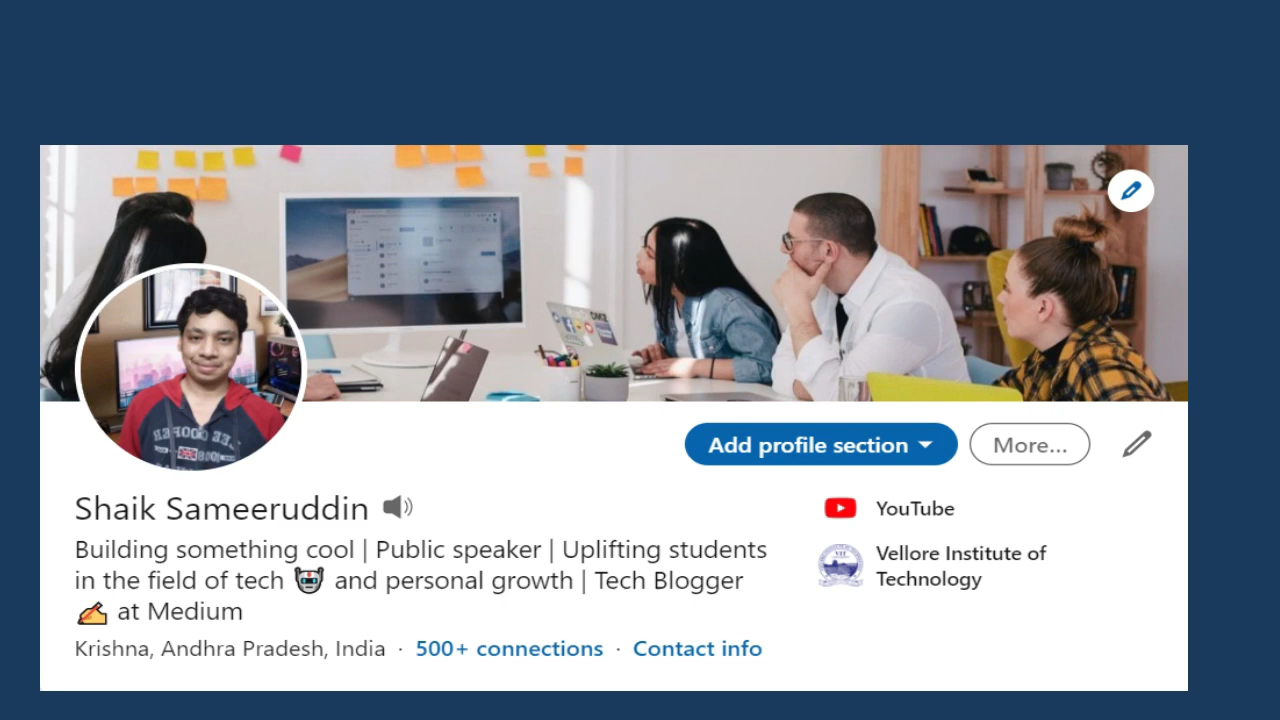 Add profile section
More...
Shaik Sameeruddin
YouTube
Building something cool | Public speaker | Uplifting students
in the field of tech 🤖 and personal growth | Tech Blogger
✍ at Medium
Vellore Institute of
Technology
Krishna, Andhra Pradesh, India · 500+ connections · Contact info